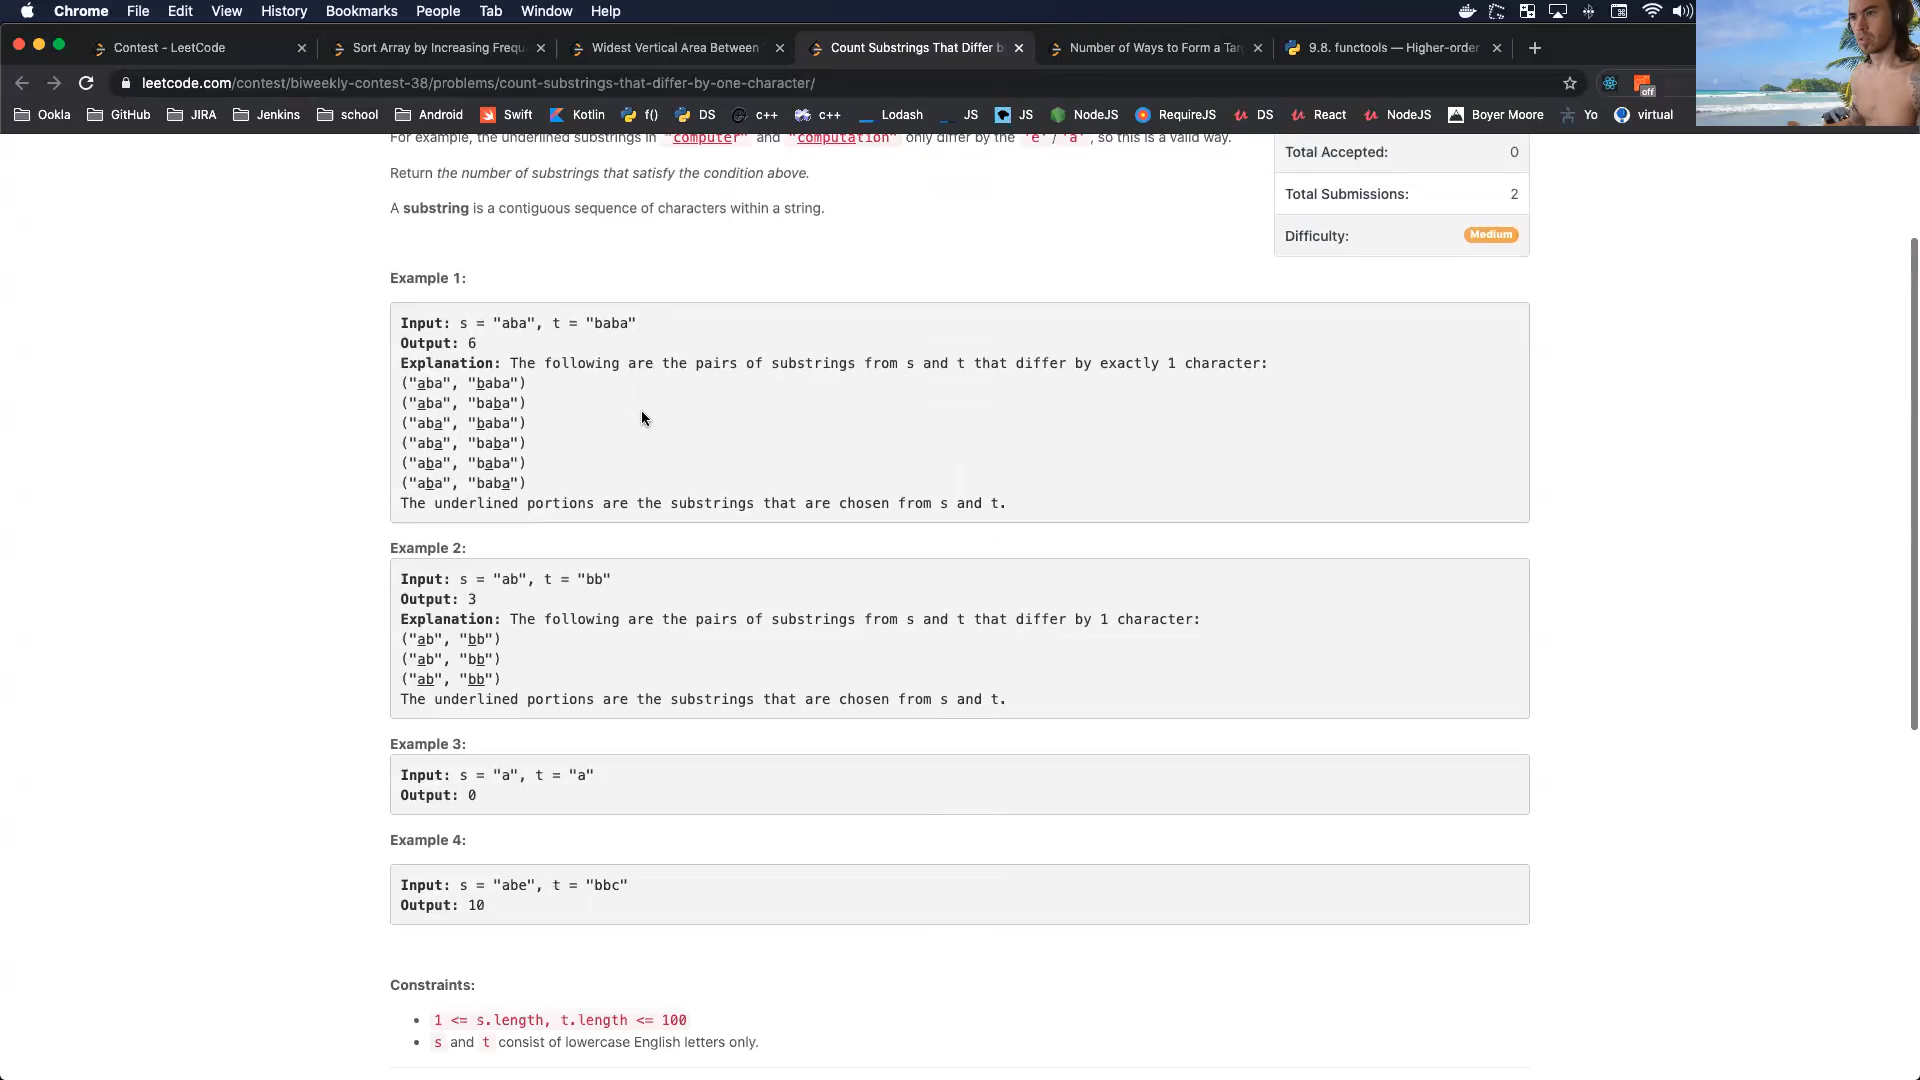 Chrome File Edit View History Bookmarks People Tab Window Help
Contest - LeetCode
Sort Array by Increasing Frequ
Widest Vertical Area Between
Count Substrings That Differ b
Number of Ways to Form a Tar
9.8. functools — Higher-order
leetcode.com/contest/biweekly-contest-38/problems/count-substrings-that-differ-by-one-character/
off
Ookla GitHub JIRA Jenkins school Android Swift Kotlin f() DS c++ c++ Lodash JS JS NodeJS RequireJS DS React NodeJS Boyer Moore Yo virtual
For example, the underlined substrings in "computer" and "computation" only differ by the 'e'/'a', so this is a valid way.
Return the number of substrings that satisfy the condition above.
A substring is a contiguous sequence of characters within a string.
Total Accepted: 0
Total Submissions: 2
Difficulty: Medium
Example 1:
Input: s = "aba", t = "baba"
Output: 6
Explanation: The following are the pairs of substrings from s and t that differ by exactly 1 character:
("aba", "baba")
("aba", "baba")
("aba", "baba")
("aba", "baba")
("aba", "baba")
("aba", "baba")
The underlined portions are the substrings that are chosen from s and t.
Example 2:
Input: s = "ab", t = "bb"
Output: 3
Explanation: The following are the pairs of substrings from s and t that differ by 1 character:
("ab", "bb")
("ab", "bb")
("ab", "bb")
The underlined portions are the substrings that are chosen from s and t.
Example 3:
Input: s = "a", t = "a"
Output: 0
Example 4:
Input: s = "abe", t = "bbc"
Output: 10
Constraints:
1 <= s.length, t.length <= 100
s and t consist of lowercase English letters only.